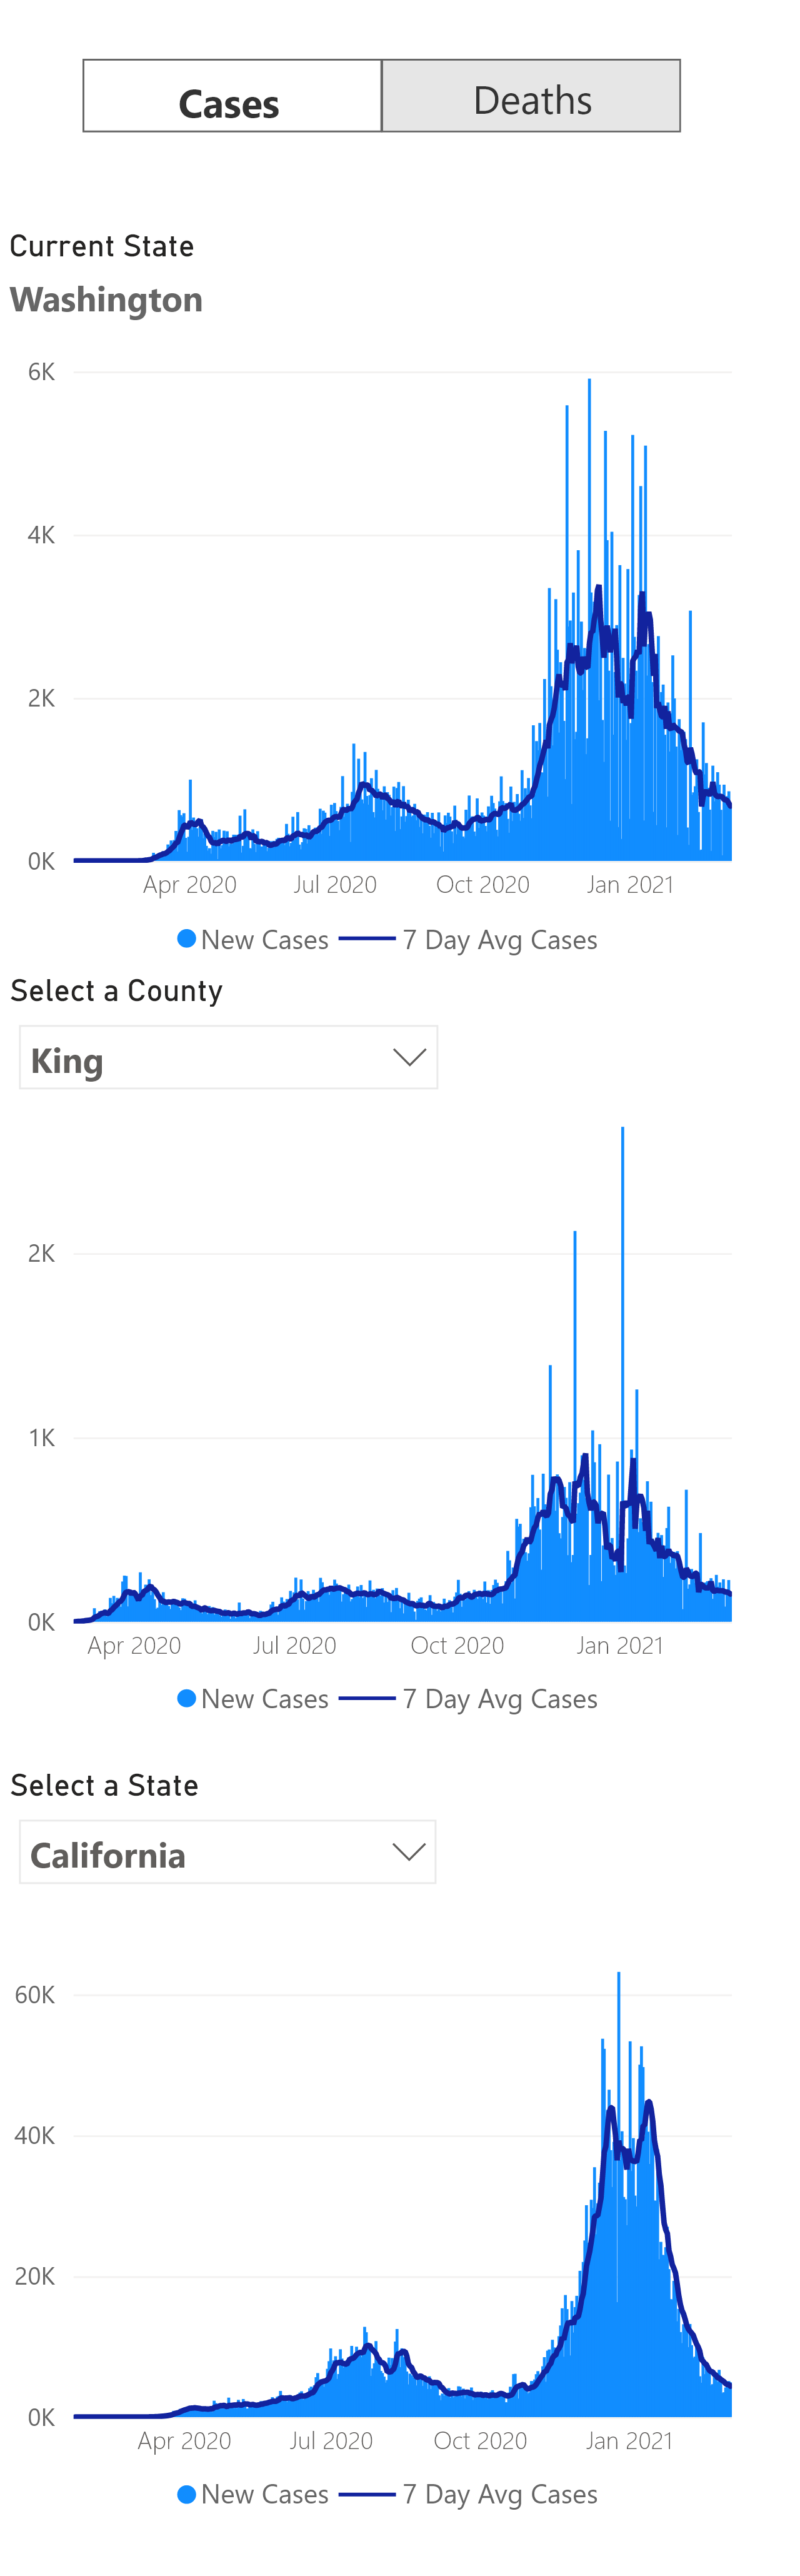 Cases Deaths
Current State
Washington
6K
4K
2K
0K
Apr 2020 Jul 2020 Oct 2020 Jan 2021
New Cases 7 Day Avg Cases
Select a County
King
2K
1K
0K
Apr 2020 Jul 2020 Oct 2020 Jan 2021
New Cases 7 Day Avg Cases
Select a State
California
60K
40K
20K
0K
Apr 2020 Jul 2020 Oct 2020 Jan 2021
New Cases 7 Day Avg Cases